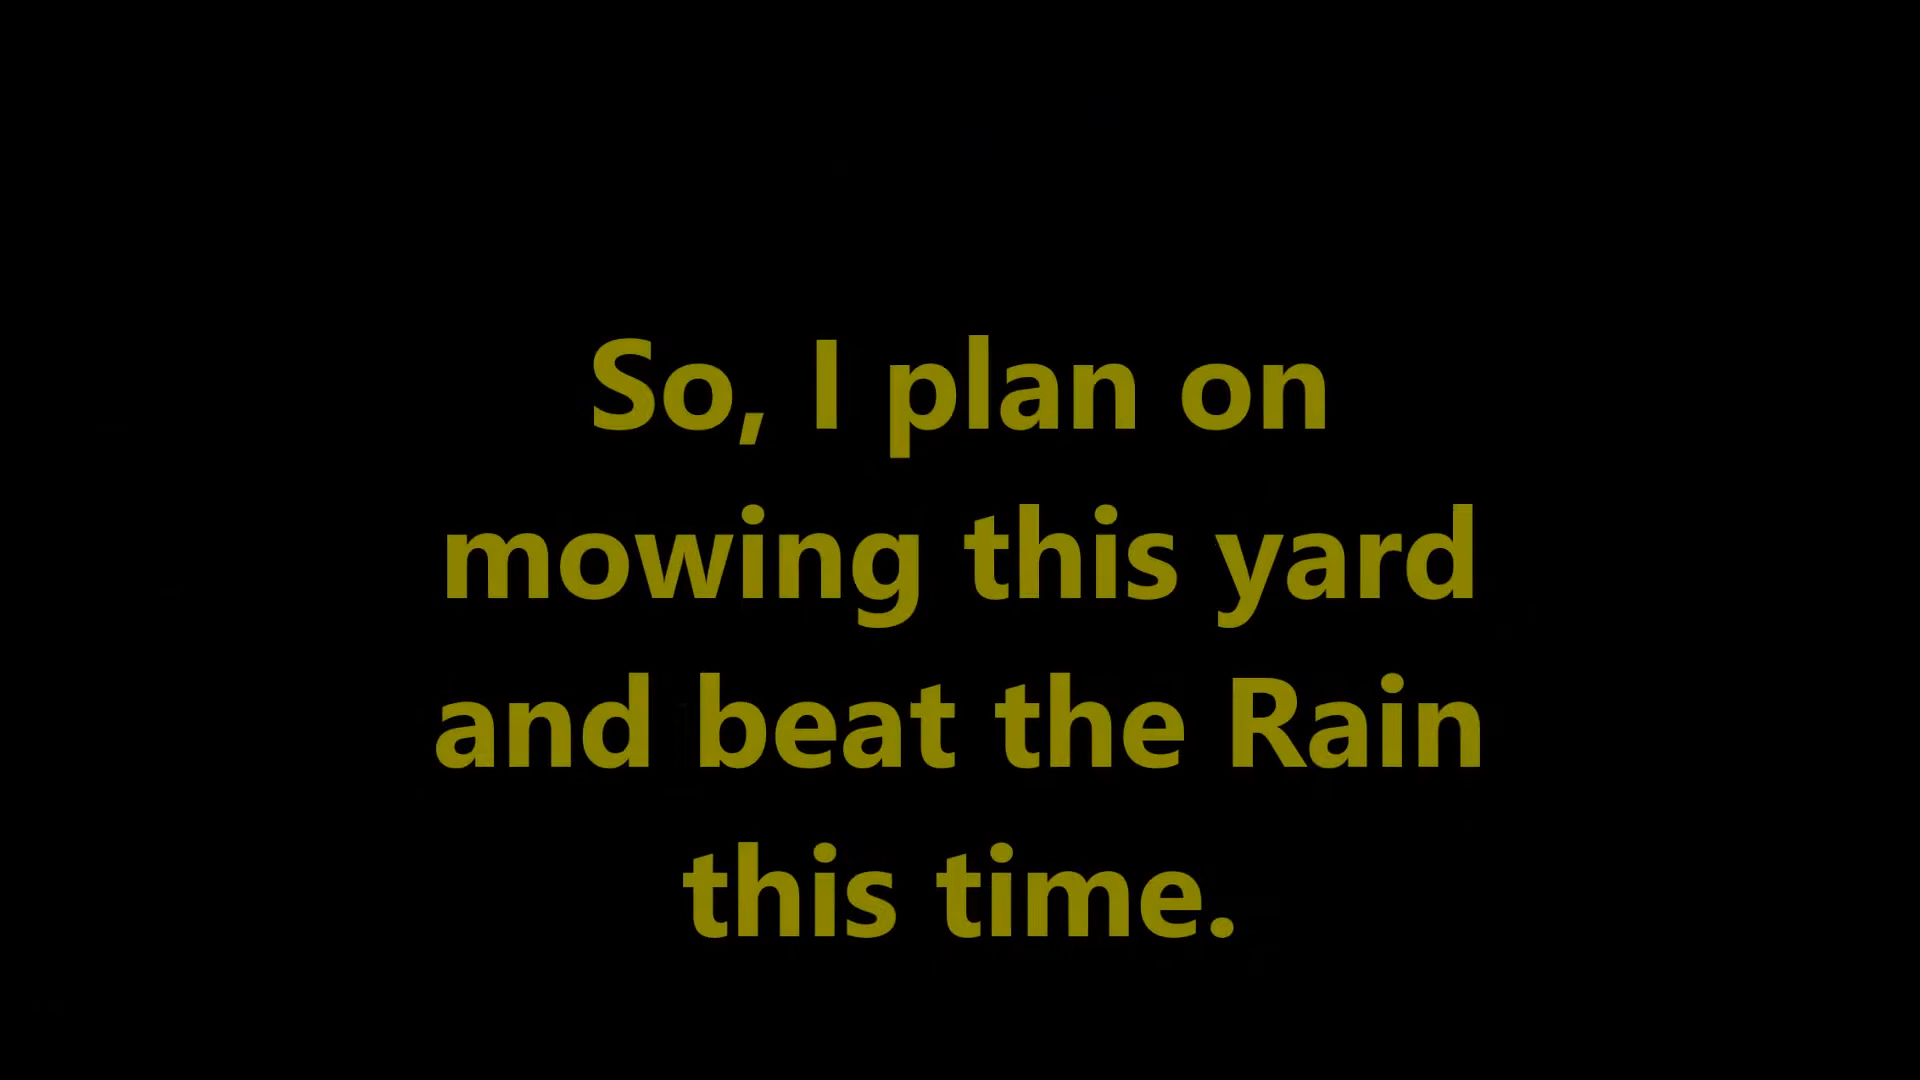 So, I plan on
mowing this yard
and beat the Rain
this time.